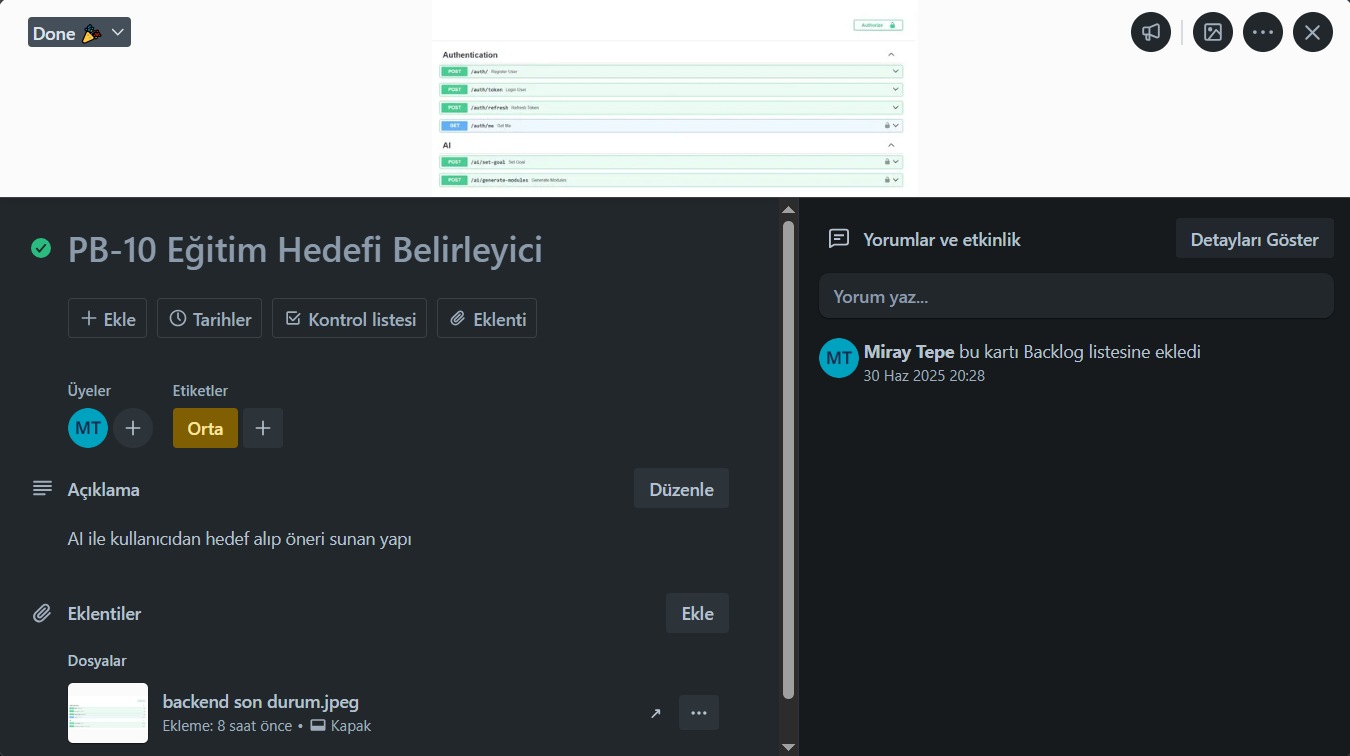 Done 🎉
Authorize
Authentication
POST /auth/ Register User
POST /auth/token Login User
POST /auth/refresh Refresh Token
GET /auth/me Get Me
AI
POST /ai/set-goal Set Goal
POST /ai/generate-modules Generate Modules
PB-10 Eğitim Hedefi Belirleyici
Ekle
Tarihler
Kontrol listesi
Eklenti
Üyeler
Etiketler
MT
Orta
Açıklama
Düzenle
AI ile kullanıcıdan hedef alıp öneri sunan yapı
Eklentiler
Ekle
Dosyalar
backend son durum.jpeg
Ekleme: 8 saat önce • Kapak
Yorumlar ve etkinlik
Detayları Göster
Yorum yaz...
MT
Miray Tepe bu kartı Backlog listesine ekledi
30 Haz 2025 20:28